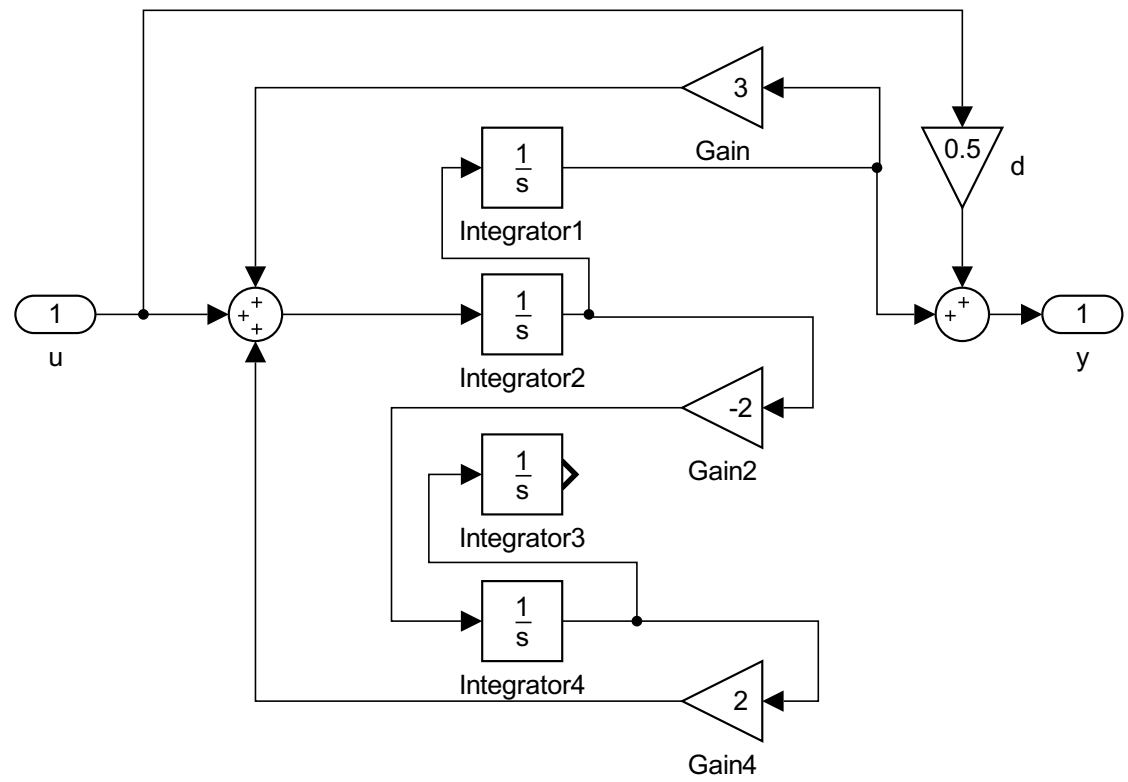 3
Gain
0.5
d
1
s
Integrator1
1
u
+
+
+
1
s
Integrator2
+
+
1
y
-2
Gain2
1
s
Integrator3
1
s
Integrator4
2
Gain4